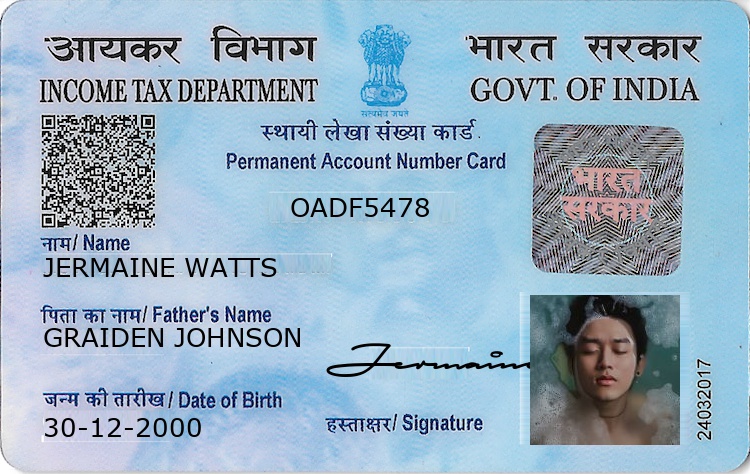 आयकर विभाग
INCOME TAX DEPARTMENT
सत्यमेव जयते
भारत सरकार
GOVT. OF INDIA
स्थायी लेखा संख्या कार्ड
Permanent Account Number Card
OADF5478
भारत
सरकार
नाम/ Name
JERMAINE WATTS
पिता का नाम/ Father's Name
GRAIDEN JOHNSON
Jermain
जन्म की तारीख/ Date of Birth
30-12-2000
हस्ताक्षर/ Signature
24032017